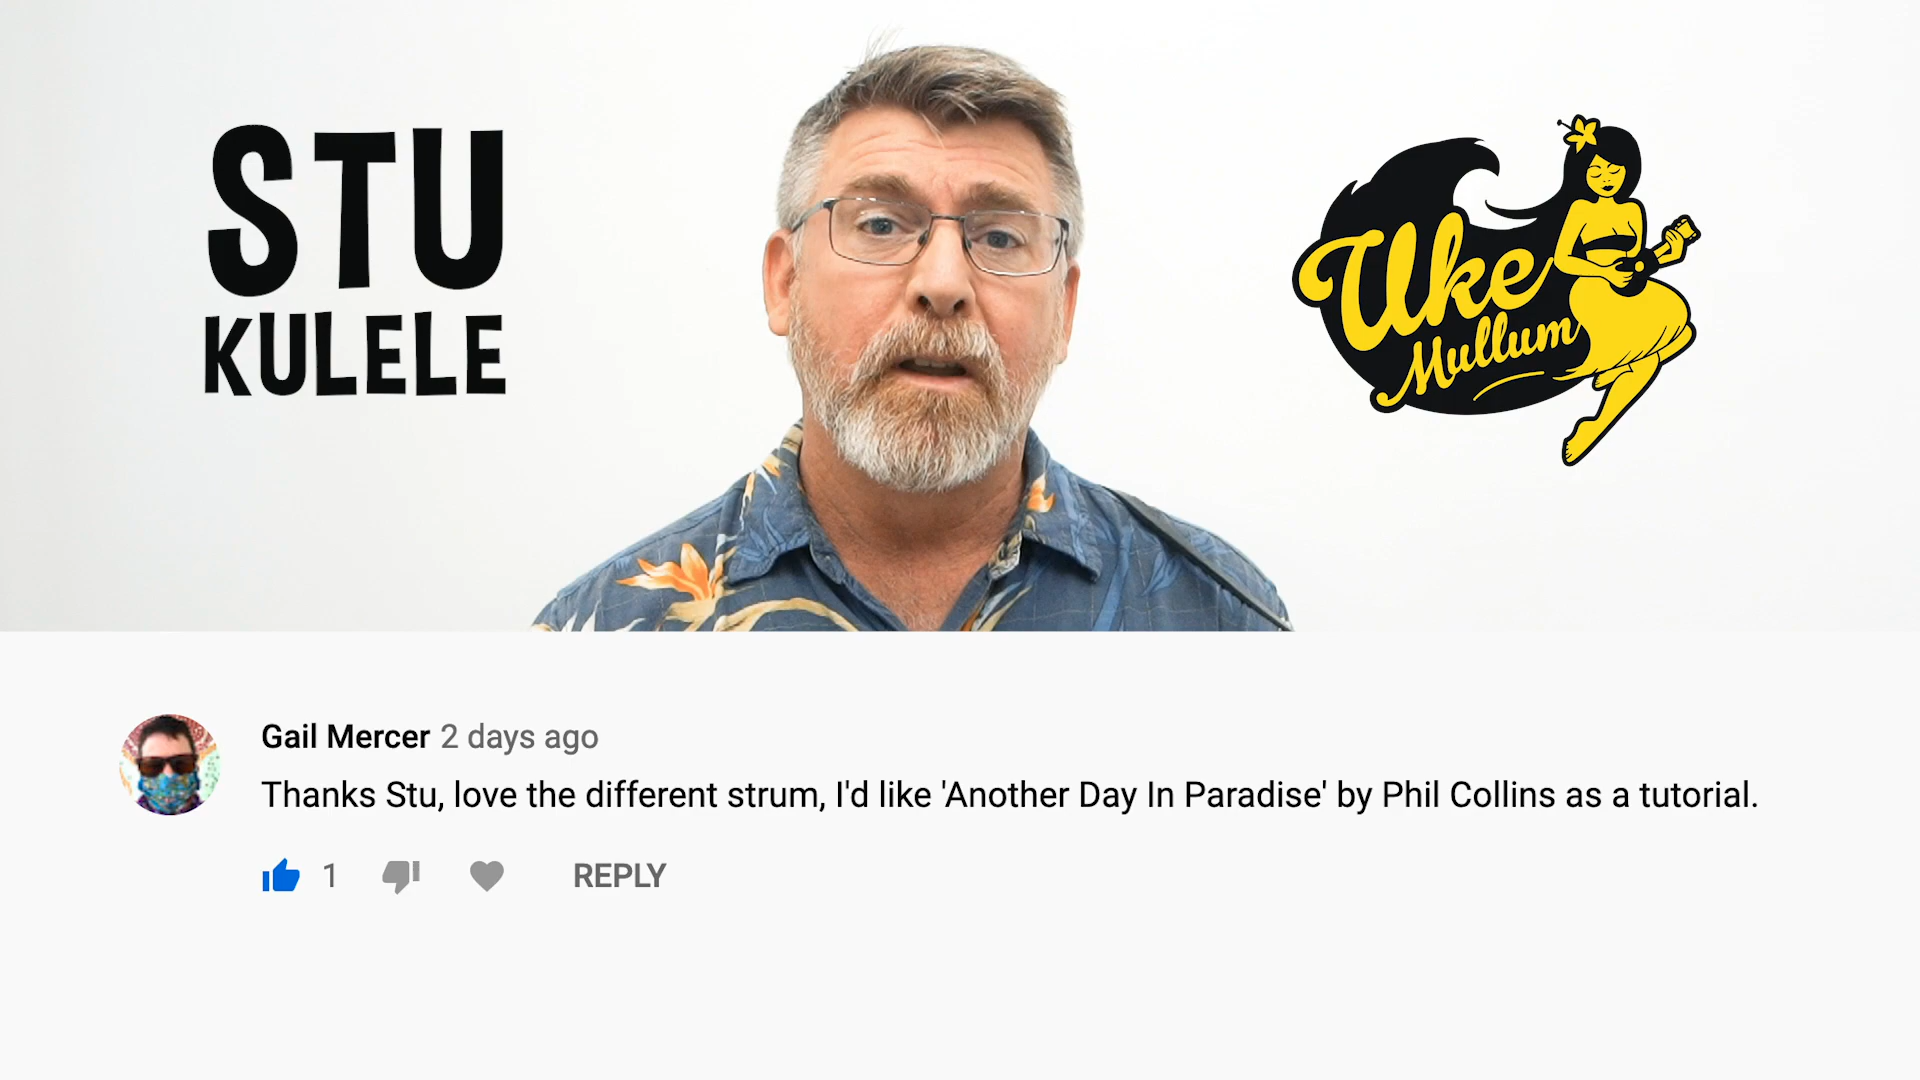 STU
KULELE
Uke
Mullum
Gail Mercer 2 days ago
Thanks Stu, love the different strum, I'd like 'Another Day In Paradise' by Phil Collins as a tutorial.
1
REPLY